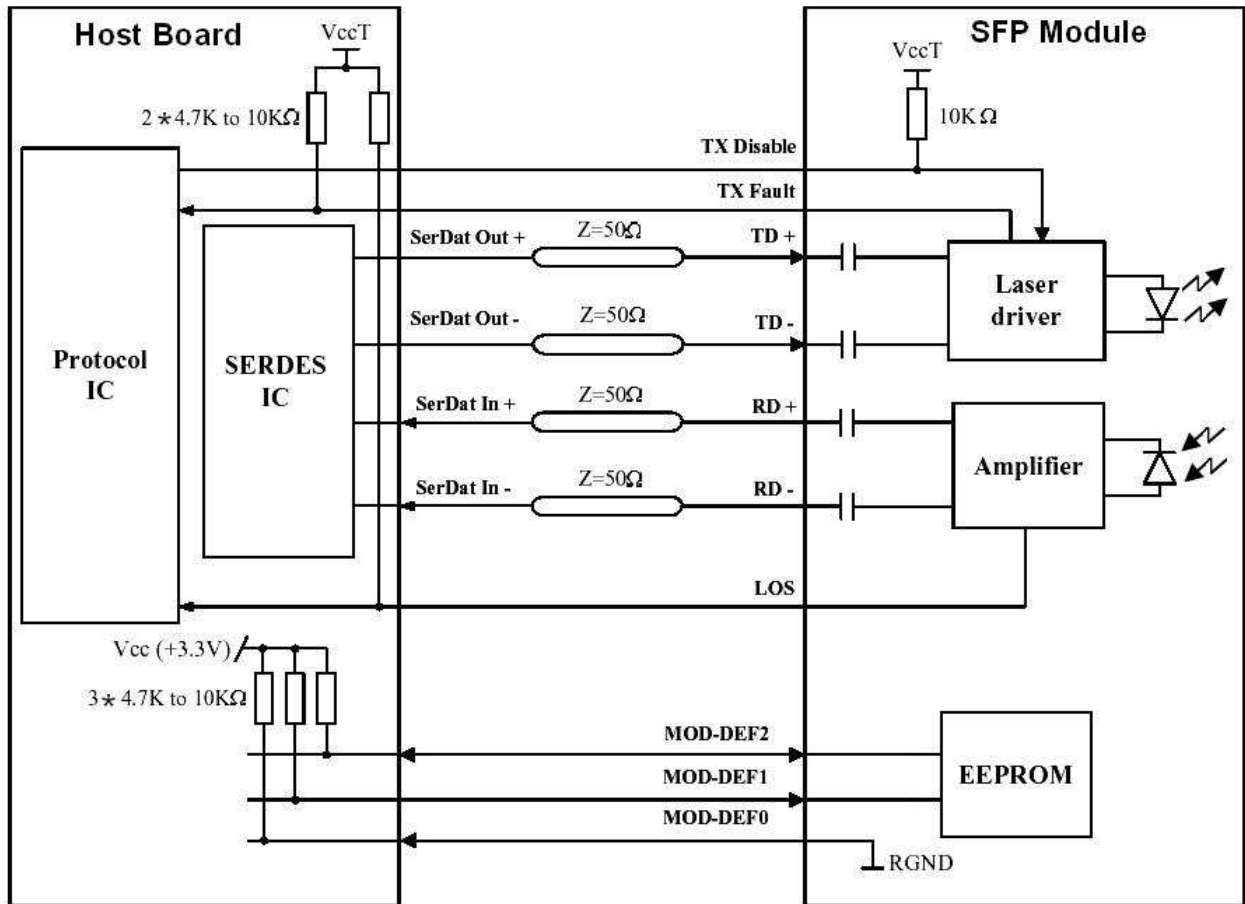 Host Board
SFP Module
VccT
VccT
2*4.7K to 10KΩ
10KΩ
TX Disable
TX Fault
SerDat Out +
Z=50Ω
TD +
SerDat Out -
Z=50Ω
TD -
Laser
driver
Protocol
IC
SERDES
IC
SerDat In +
Z=50Ω
RD +
SerDat In -
Z=50Ω
RD -
Amplifier
LOS
Vcc (+3.3V)
3*4.7K to 10KΩ
MOD-DEF2
MOD-DEF1
MOD-DEF0
EEPROM
RGND